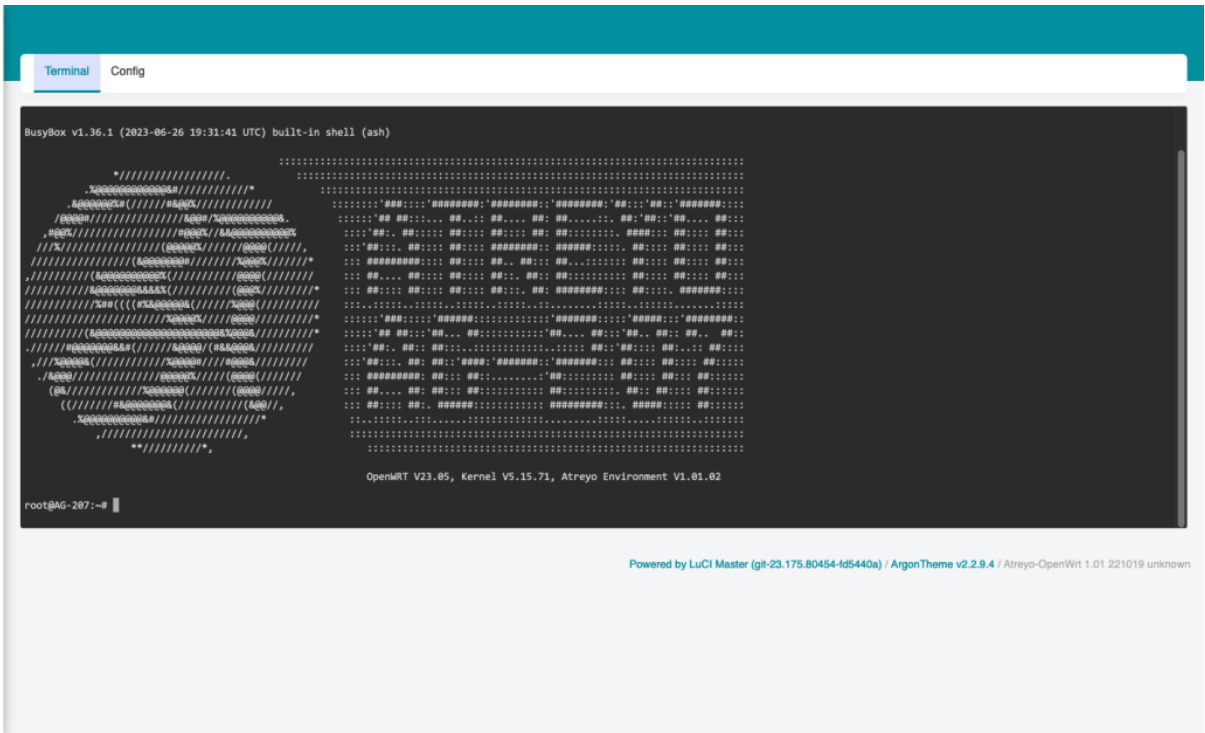 Terminal Config
BusyBox v1.36.1 (2023-06-26 19:31:41 UTC) built-in shell (ash)
OpenWRT V23.05, Kernel V5.15.71, Atreyo Environment V1.01.02
root@AG-207:~#
Powered by LuCI Master (git-23.175.80454-fd5440a) / ArgonTheme v2.2.9.4 / Atreyo-OpenWrt 1.01 221019 unknown